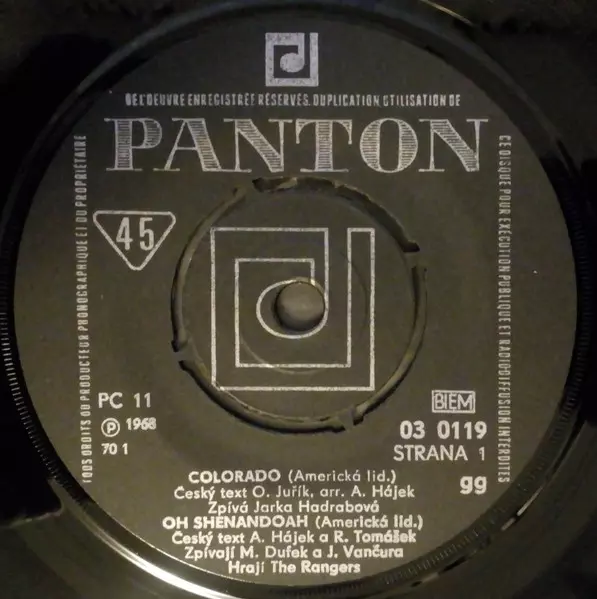 TOUS DROITS DU PRODUCTEUR PHONOGRAPHIQUE ET DU PROPRIÉTAIRE
DE L'OEUVRE ENREGISTRÉE RÉSERVÉS. DUPLICATION, UTILISATION DE
CE DISQUE POUR EXÉCUTION PUBLIQUE ET RADIODIFFUSION INTERDITES
PANTON
45
PC 11
℗ 1968
70 1
BIEM
03 0119
STRANA 1
gg
COLORADO (Americká lid.)
Český text O. Juřík, arr. A. Hájek
Zpívá Jarka Hadrabová
OH SHENANDOAH (Americká lid.)
Český text A. Hájek a R. Tomášek
Zpívají M. Dufek a J. Vančura
Hrají The Rangers